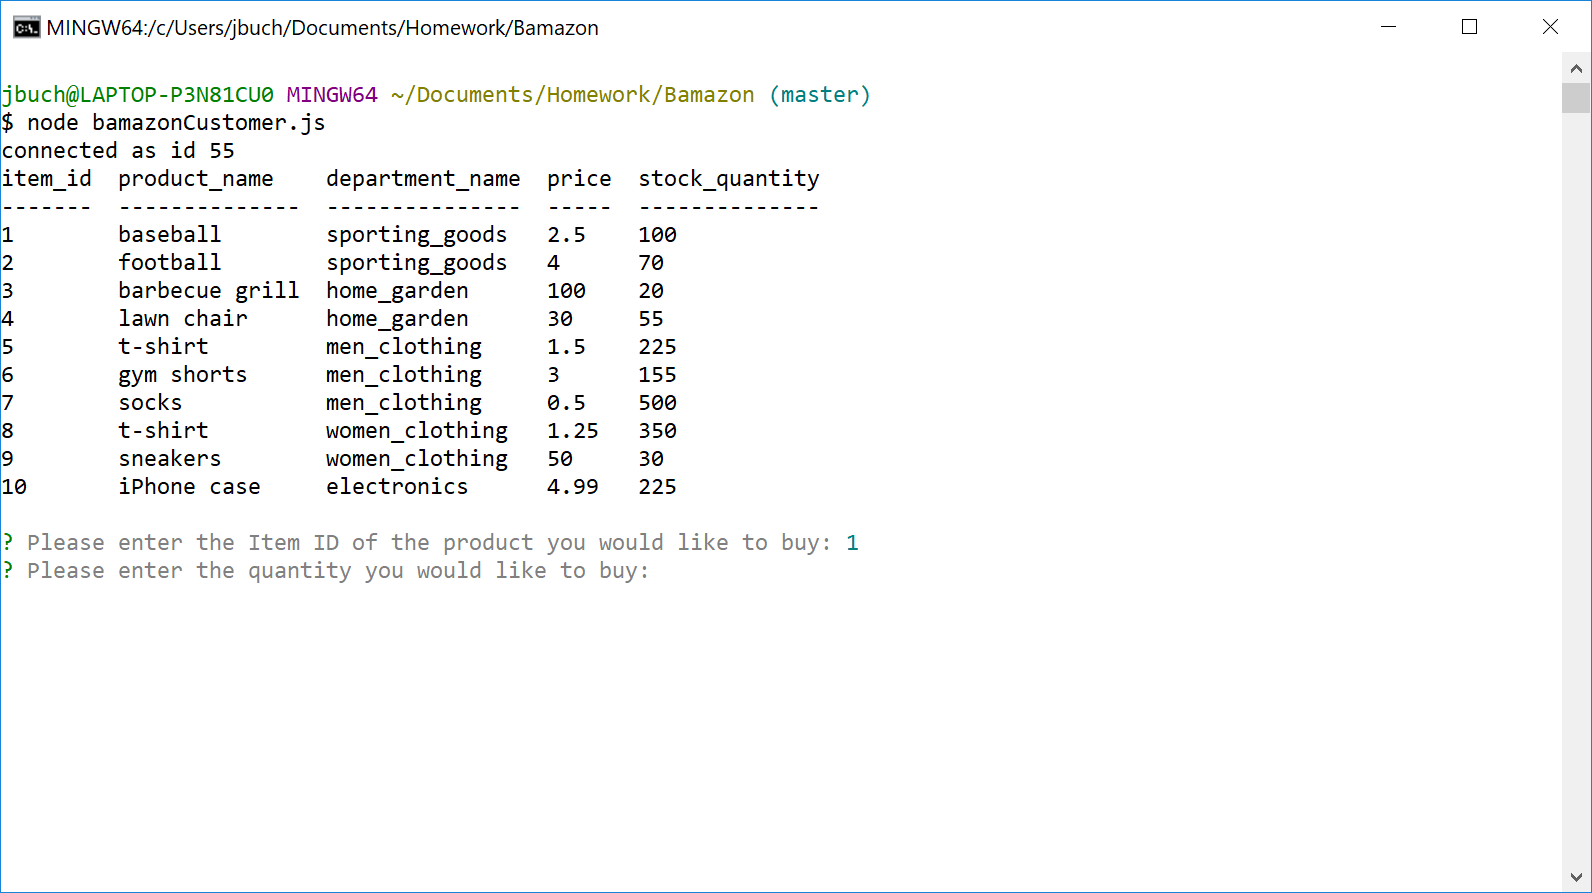 MINGW64:/c/Users/jbuch/Documents/Homework/Bamazon
jbuch@LAPTOP-P3N81CU0 MINGW64 ~/Documents/Homework/Bamazon (master)
$ node bamazonCustomer.js
connected as id 55
item_id  product_name    department_name  price  stock_quantity
-------  --------------  ---------------  -----  --------------
1        baseball        sporting_goods   2.5    100
2        football        sporting_goods   4      70
3        barbecue grill  home_garden      100    20
4        lawn chair      home_garden      30     55
5        t-shirt         men_clothing     1.5    225
6        gym shorts      men_clothing     3      155
7        socks           men_clothing     0.5    500
8        t-shirt         women_clothing   1.25   350
9        sneakers        women_clothing   50     30
10       iPhone case     electronics      4.99   225
? Please enter the Item ID of the product you would like to buy: 1
? Please enter the quantity you would like to buy: